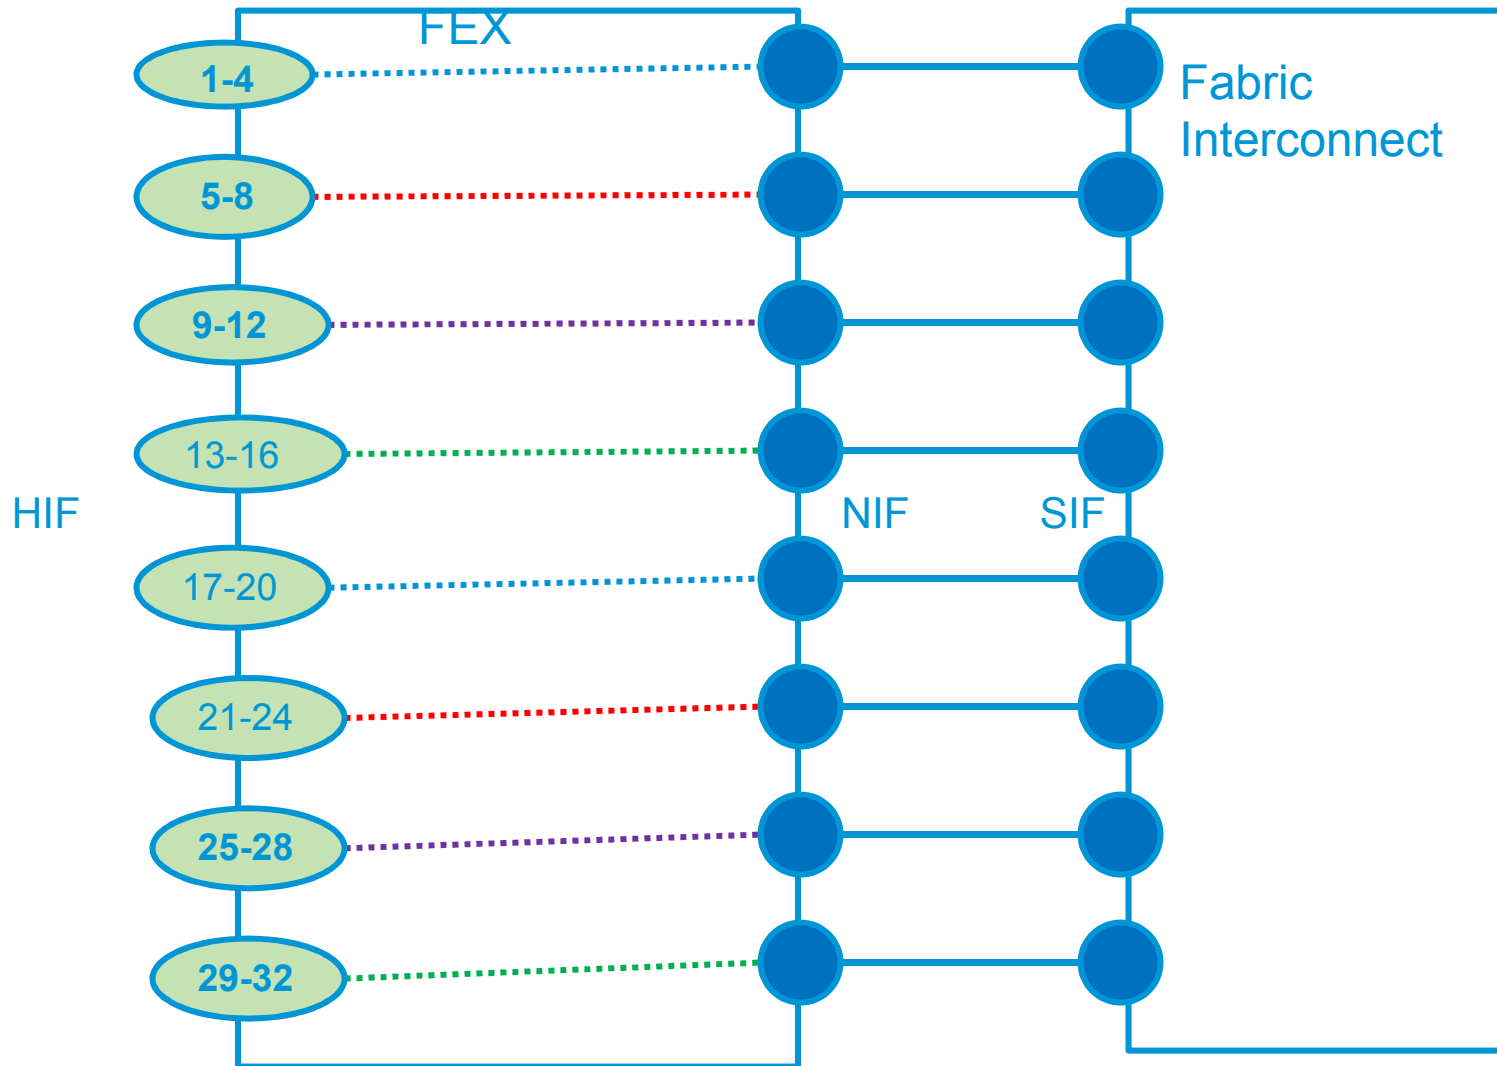 FEX
1-4
Fabric
Interconnect
5-8
9-12
13-16
HIF
NIF
SIF
17-20
21-24
25-28
29-32